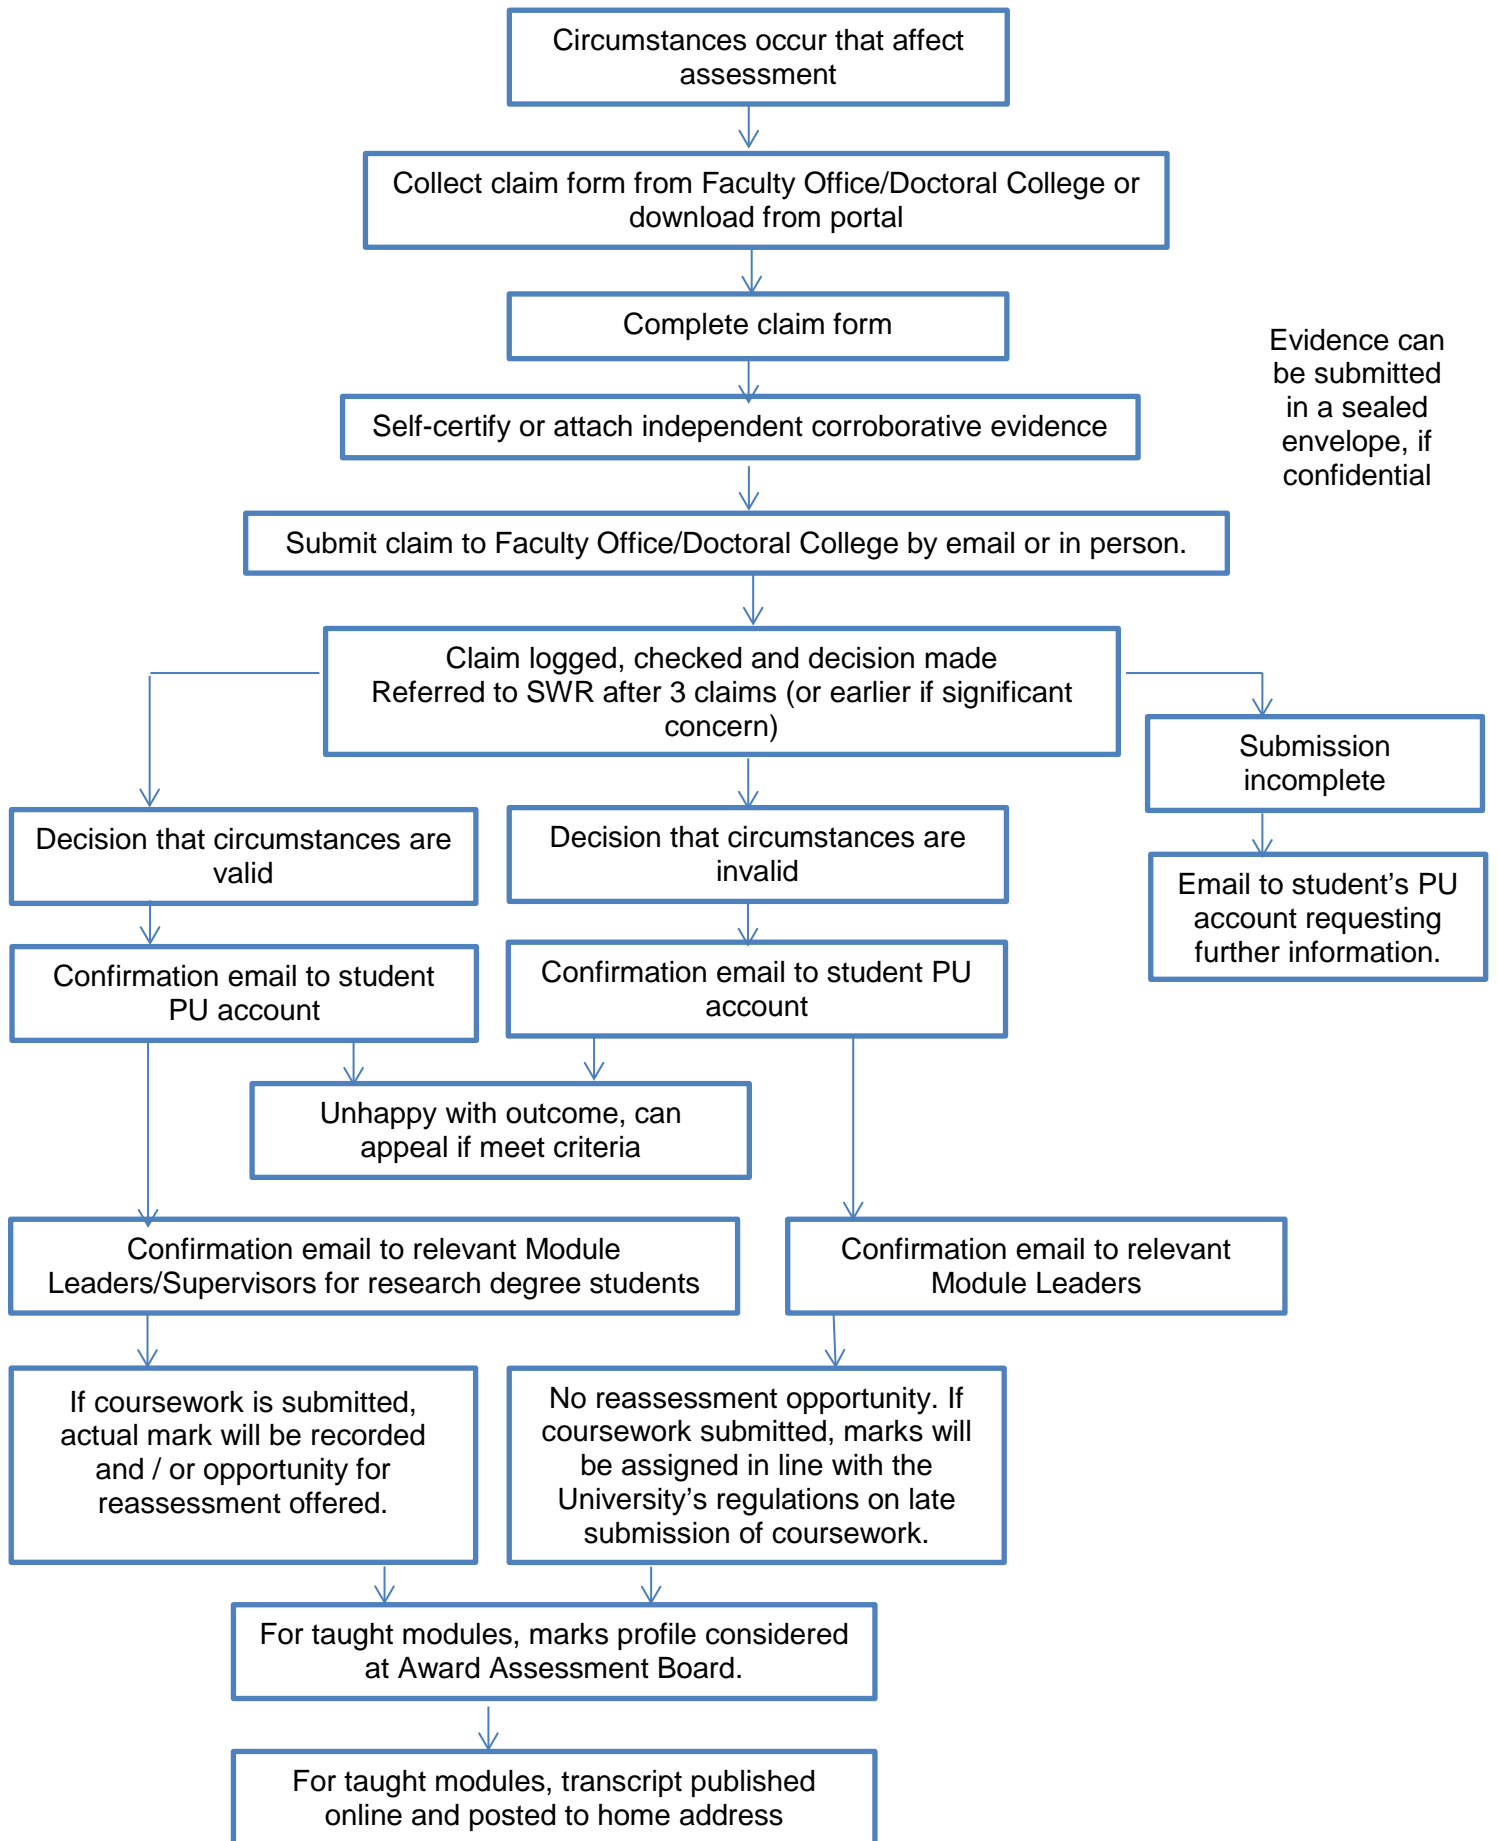 Circumstances occur that affect
assessment
Collect claim form from Faculty Office/Doctoral College or
download from portal
Complete claim form
Evidence can
be submitted
in a sealed
envelope, if
confidential
Self-certify or attach independent corroborative evidence
Submit claim to Faculty Office/Doctoral College by email or in person.
Claim logged, checked and decision made
Referred to SWR after 3 claims (or earlier if significant
concern)
Submission
incomplete
Decision that circumstances are
valid
Decision that circumstances are
invalid
Email to student’s PU
account requesting
further information.
Confirmation email to student
PU account
Confirmation email to student PU
account
Unhappy with outcome, can
appeal if meet criteria
Confirmation email to relevant Module
Leaders/Supervisors for research degree students
Confirmation email to relevant
Module Leaders
If coursework is submitted,
actual mark will be recorded
and / or opportunity for
reassessment offered.
No reassessment opportunity. If
coursework submitted, marks will
be assigned in line with the
University’s regulations on late
submission of coursework.
For taught modules, marks profile considered
at Award Assessment Board.
For taught modules, transcript published
online and posted to home address